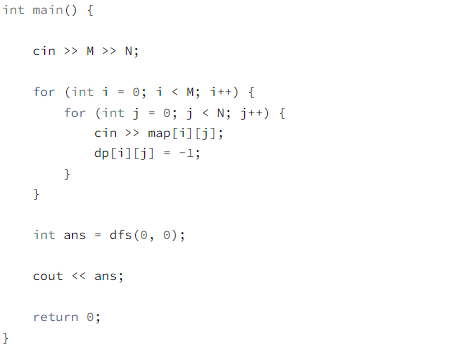 int main() {
cin >> M >> N;
for (int i = 0; i < M; i++) {
for (int j = 0; j < N; j++) {
cin >> map[i][j];
dp[i][j] = -1;
}
}
int ans = dfs(0, 0);
cout << ans;
return 0;
}